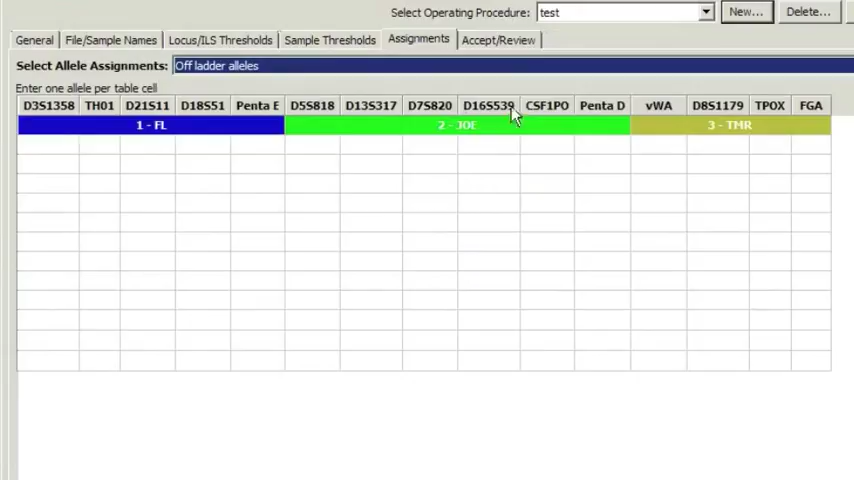 Select Operating Procedure: test New... Delete...
General File/Sample Names Locus/ILS Thresholds Sample Thresholds Assignments Accept/Review
Select Allele Assignments: Off ladder alleles
Enter one allele per table cell
D3S1358 TH01 D21S11 D18S51 Penta E D5S818 D13S317 D7S820 D16S539 CSF1PO Penta D vWA D8S1179 TPOX FGA
1 - FL 2 - JOE 3 - TMR